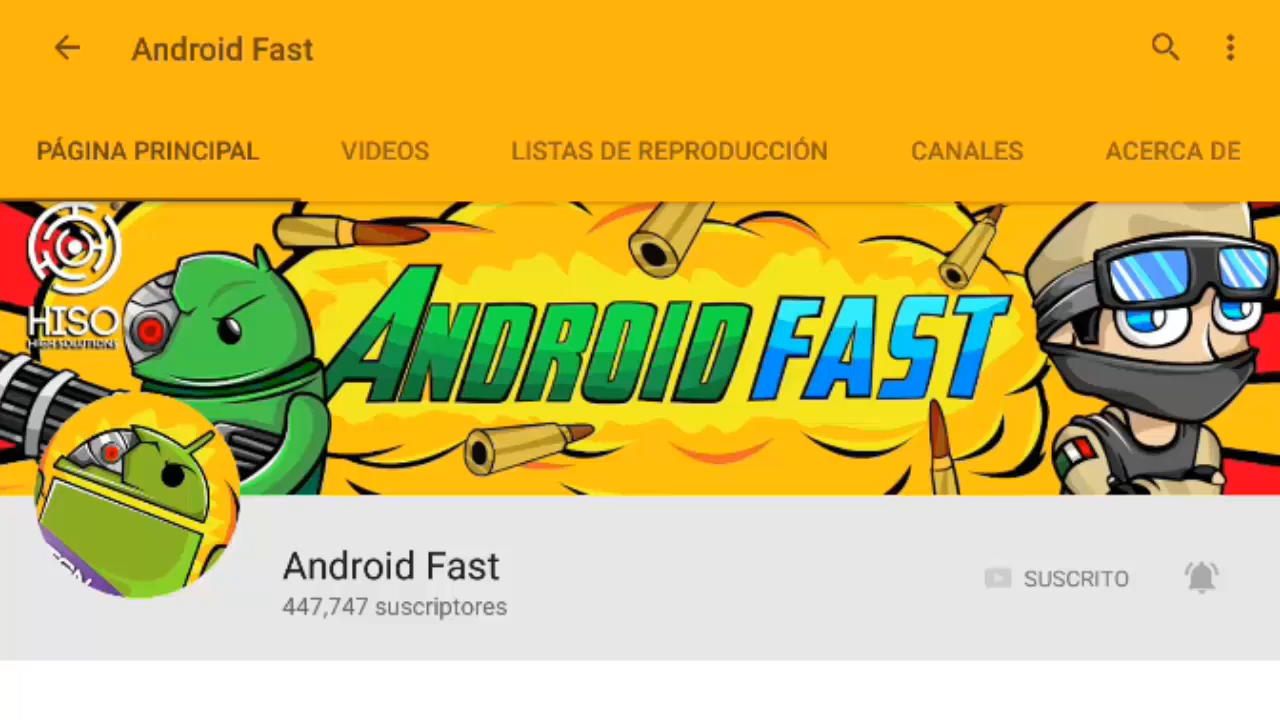 Android Fast
PÁGINA PRINCIPAL VIDEOS LISTAS DE REPRODUCCIÓN CANALES ACERCA DE
HISO
HIGH SOLUTIONS
ANDROID FAST
Android Fast
447,747 suscriptores
SUSCRITO